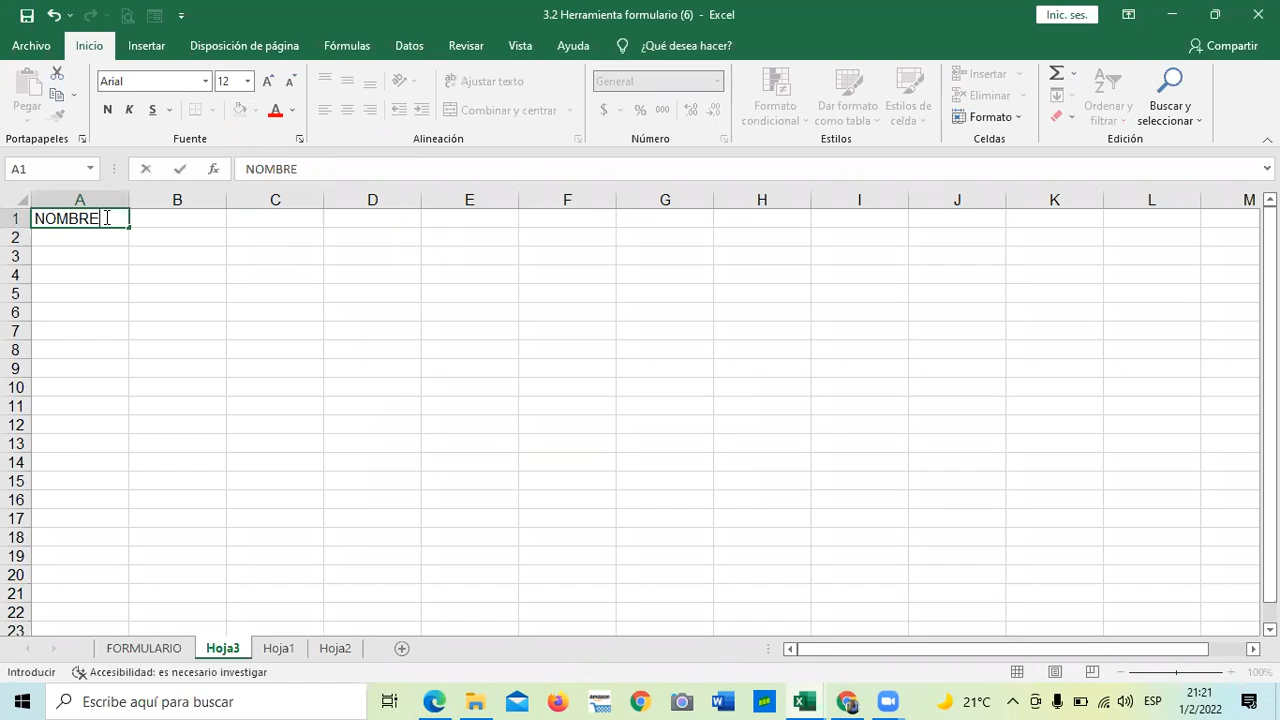 3.2 Herramienta formulario (6) - Excel
Inic. ses.
Archivo Inicio Insertar Disposición de página Fórmulas Datos Revisar Vista Ayuda ¿Qué desea hacer? Compartir
Pegar
Arial 12
N K S
Ajustar texto
Combinar y centrar
General
$ % 000
Formato condicional
Dar formato como tabla
Estilos de celda
Insertar
Eliminar
Formato
Ordenar y filtrar
Buscar y seleccionar
Portapapeles Fuente Alineación Número Estilos Celdas Edición
A1 fx NOMBRE
A B C D E F G H I J K L M
1 NOMBRE
2
3
4
5
6
7
8
9
10
11
12
13
14
15
16
17
18
19
20
21
22
23
FORMULARIO Hoja3 Hoja1 Hoja2
Introducir Accesibilidad: es necesario investigar 100%
Escribe aquí para buscar amazon 21°C ESP 21:21
1/2/2022